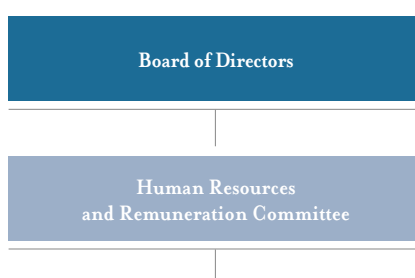 Board of Directors
Human Resources
and Remuneration Committee